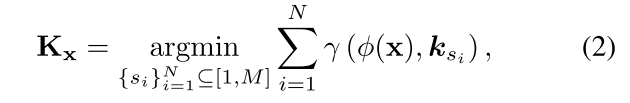 K_x = argmin_{{s_i}_{i=1}^N ⊆ [1,M]} ∑_{i=1}^N γ (ϕ(x), k_{s_i}) , (2)